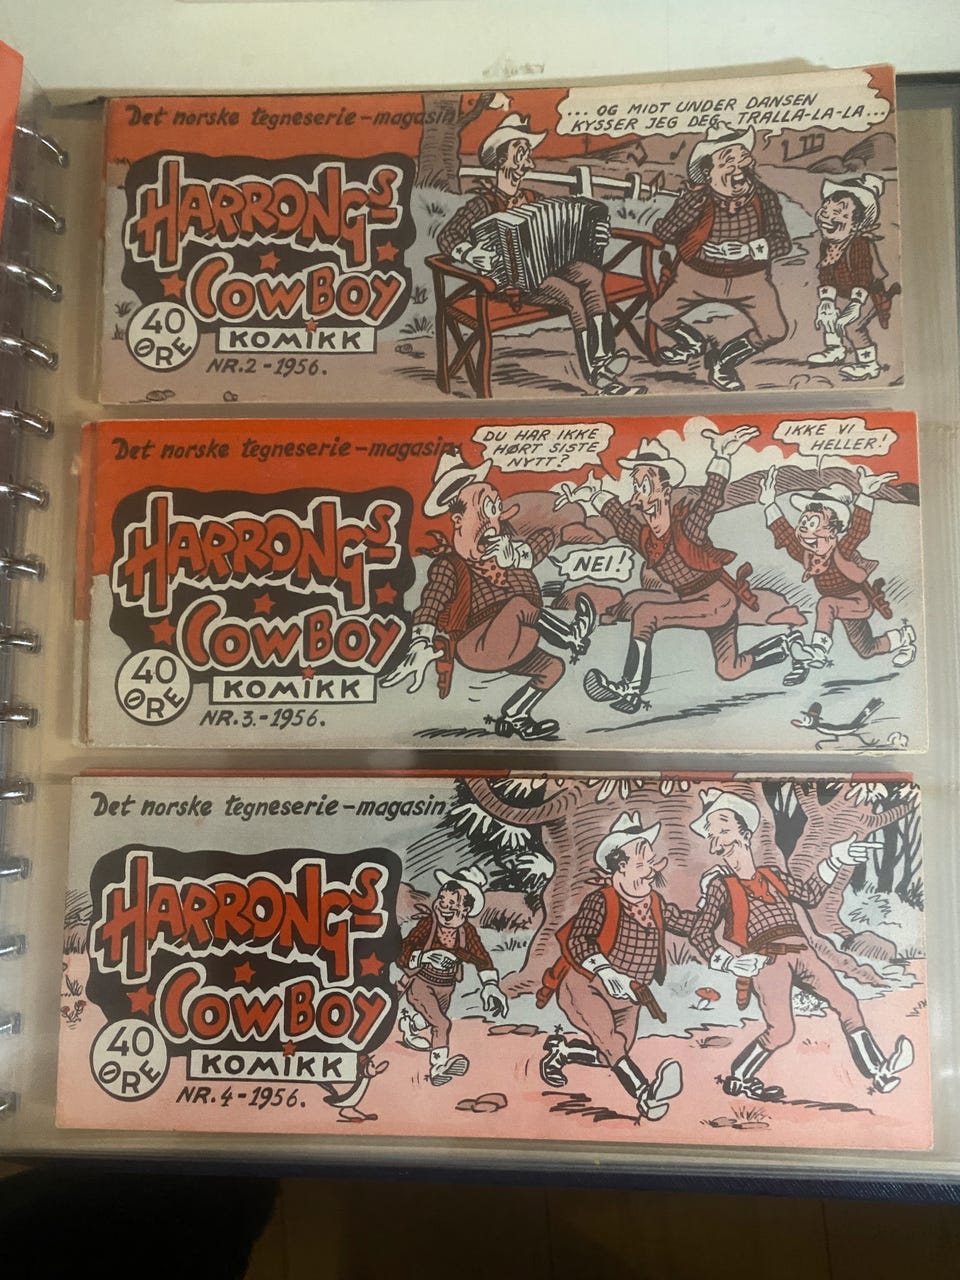 Det norske tegneserie-magasin
... OG MIDT UNDER DANSEN
KYSSER JEG DEG, TRALLA-LA-LA...
HARRONGS
COWBOY
KOMIKK
40
ØRE
NR.2-1956.
Det norske tegneserie-magasin
DU HAR IKKE
HØRT SISTE
NYTT?
IKKE VI
HELLER!
NEI!
HARRONGS
COWBOY
KOMIKK
40
ØRE
NR.3.-1956.
Det norske tegneserie-magasin
HARRONGS
COWBOY
KOMIKK
40
ØRE
NR.4-1956.